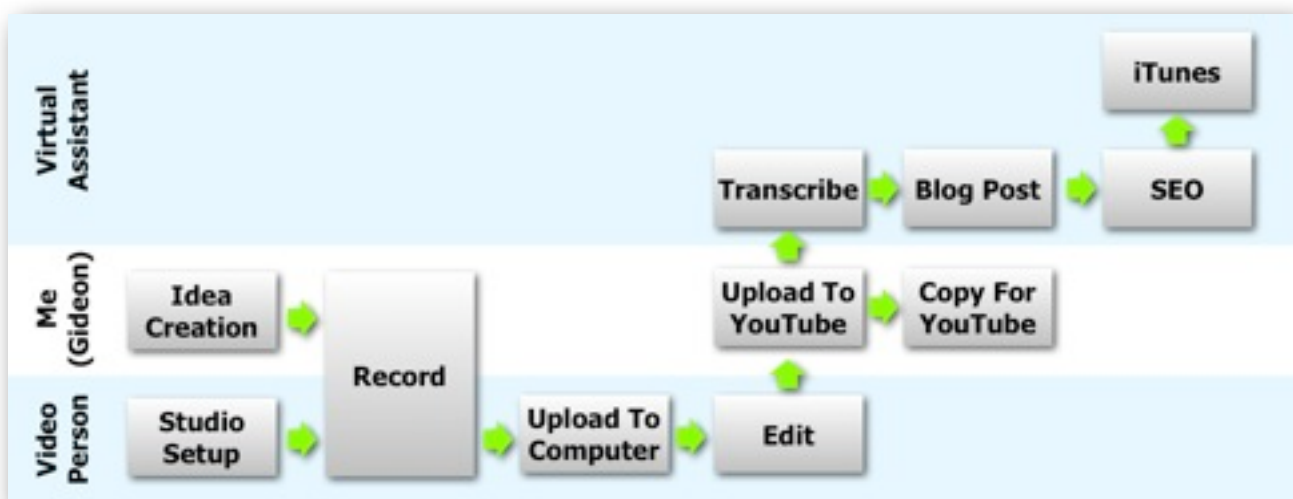 Virtual
Assistant
iTunes
Transcribe
Blog Post
SEO
Me
(Gideon)
Idea
Creation
Record
Upload To
YouTube
Copy For
YouTube
Video
Person
Studio
Setup
Upload To
Computer
Edit